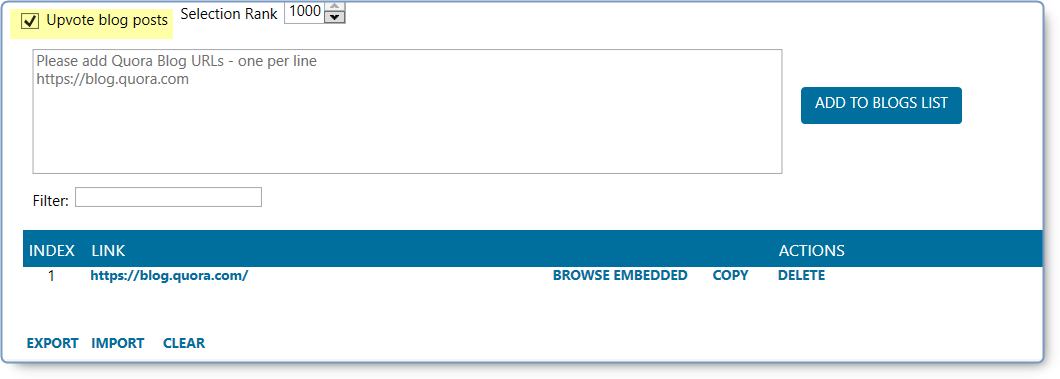 Upvote blog posts Selection Rank 1000
Please add Quora Blog URLs - one per line
https://blog.quora.com
ADD TO BLOGS LIST
Filter:
INDEX LINK ACTIONS
1 https://blog.quora.com/ BROWSE EMBEDDED COPY DELETE
EXPORT IMPORT CLEAR